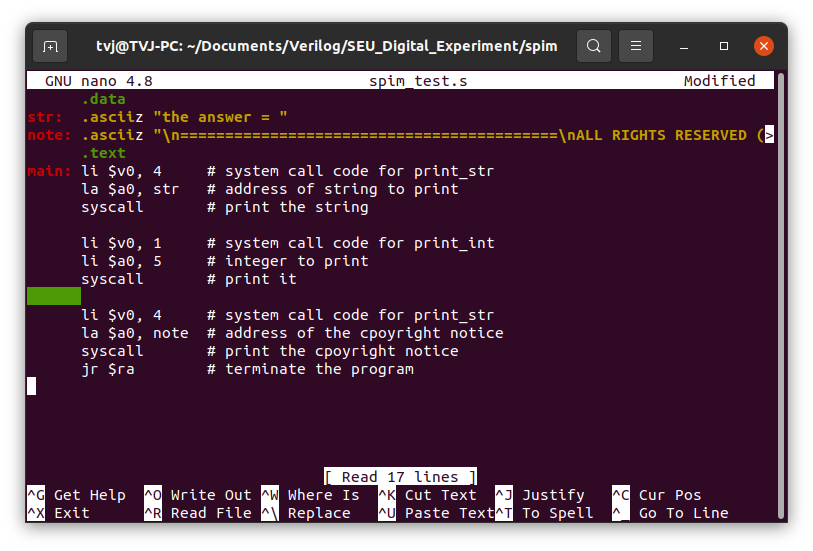 tvj@TVJ-PC: ~/Documents/Verilog/SEU_Digital_Experiment/spim
GNU nano 4.8 spim_test.s Modified
.data
str: .asciiz "the answer = "
note: .asciiz "\n==========================================\nALL RIGHTS RESERVED (>
.text
main: li $v0, 4 # system call code for print_str
la $a0, str # address of string to print
syscall # print the string
li $v0, 1 # system call code for print_int
li $a0, 5 # integer to print
syscall # print it
li $v0, 4 # system call code for print_str
la $a0, note # address of the cpoyright notice
syscall # print the cpoyright notice
jr $ra # terminate the program
[ Read 17 lines ]
^G Get Help ^O Write Out ^W Where Is ^K Cut Text ^J Justify ^C Cur Pos
^X Exit ^R Read File ^\ Replace ^U Paste Text ^T To Spell ^_ Go To Line